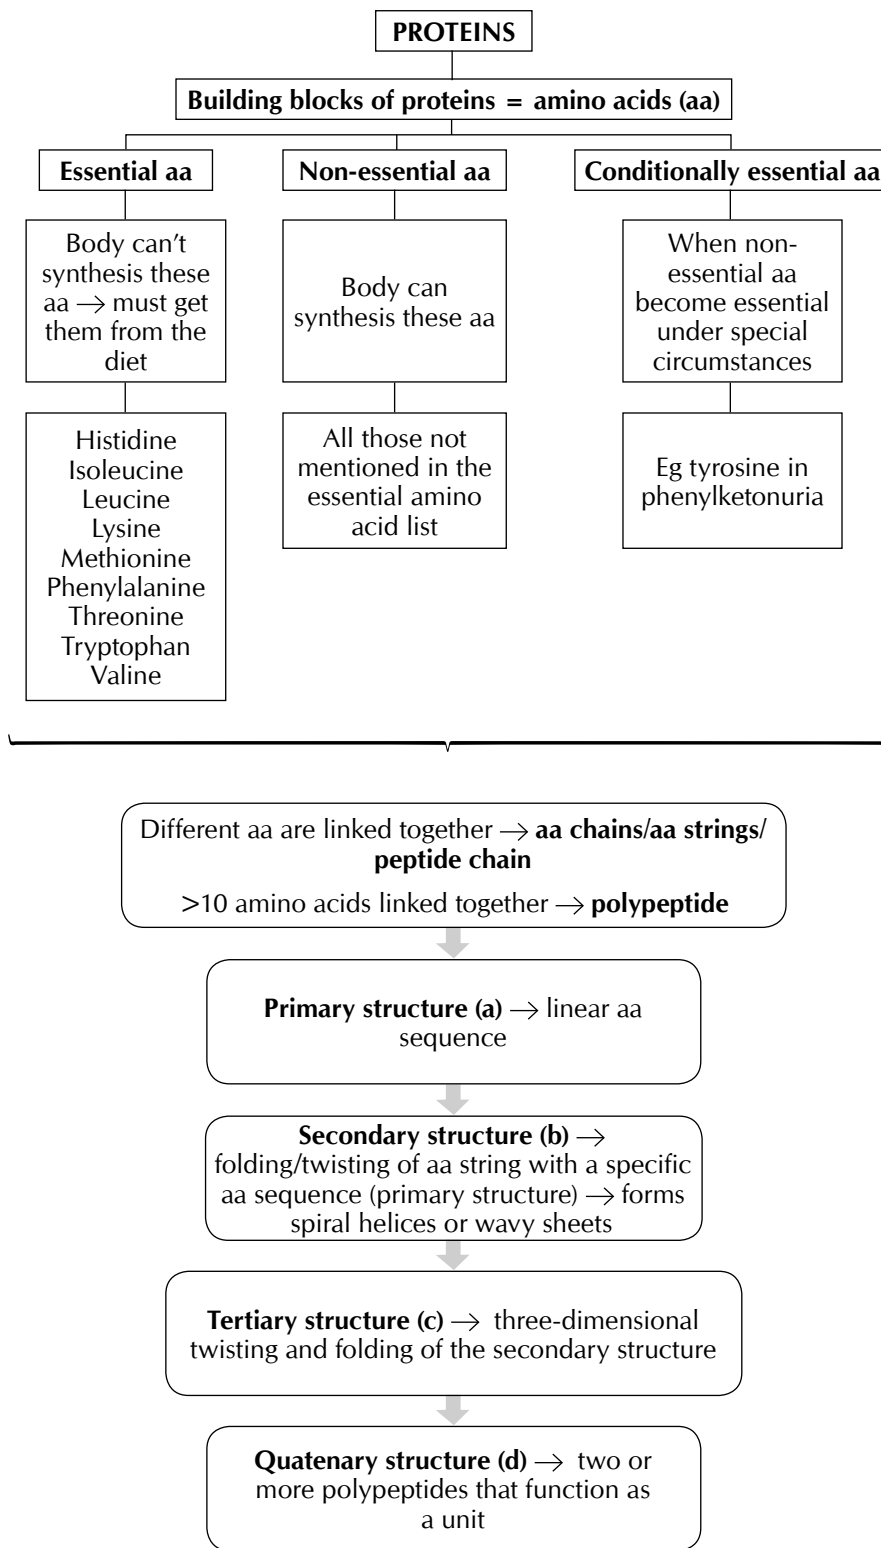 PROTEINS
Building blocks of proteins = amino acids (aa)
Essential aa
Non-essential aa
Conditionally essential aa
Body can't
synthesis these
aa → must get
them from the
diet
Body can
synthesis these aa
When non-
essential aa
become essential
under special
circumstances
Histidine
Isoleucine
Leucine
Lysine
Methionine
Phenylalanine
Threonine
Tryptophan
Valine
All those not
mentioned in the
essential amino
acid list
Eg tyrosine in
phenylketonuria
Different aa are linked together → aa chains/aa strings/
peptide chain
>10 amino acids linked together → polypeptide
Primary structure (a) → linear aa
sequence
Secondary structure (b) →
folding/twisting of aa string with a specific
aa sequence (primary structure) → forms
spiral helices or wavy sheets
Tertiary structure (c) → three-dimensional
twisting and folding of the secondary structure
Quatenary structure (d) → two or
more polypeptides that function as
a unit